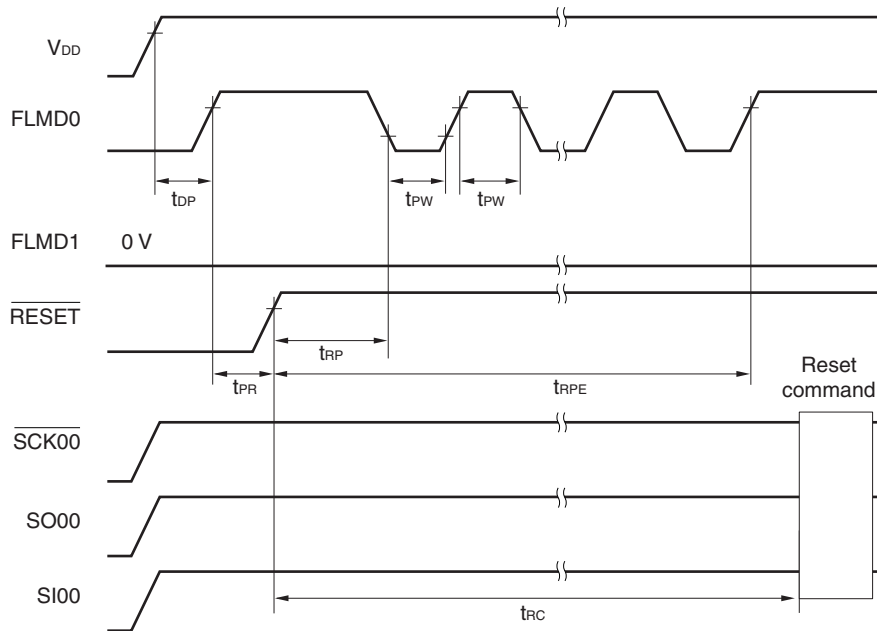 VDD
FLMD0
tDP
tPW
tPW
FLMD1
0 V
RESET
tRP
tPR
tRPE
Reset
command
SCK00
SO00
SI00
tRC